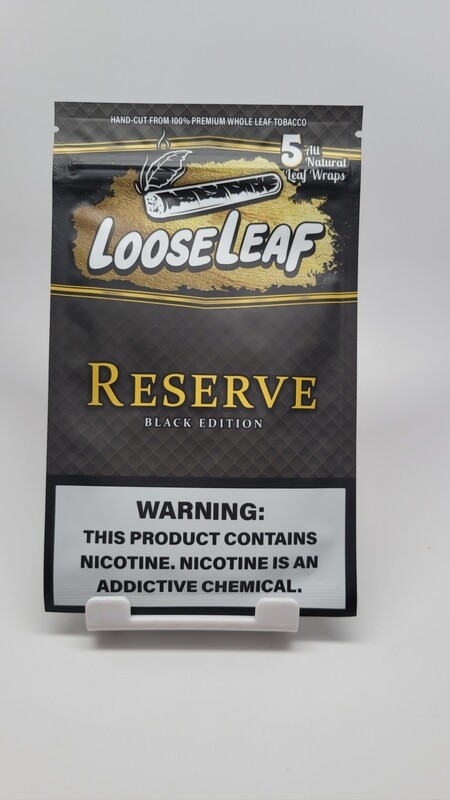 HAND-CUT FROM 100% PREMIUM WHOLE LEAF TOBACCO
5 All
Natural
Leaf Wraps
LOOSELEAF
RESERVE
BLACK EDITION
WARNING:
THIS PRODUCT CONTAINS
NICOTINE. NICOTINE IS AN
ADDICTIVE CHEMICAL.